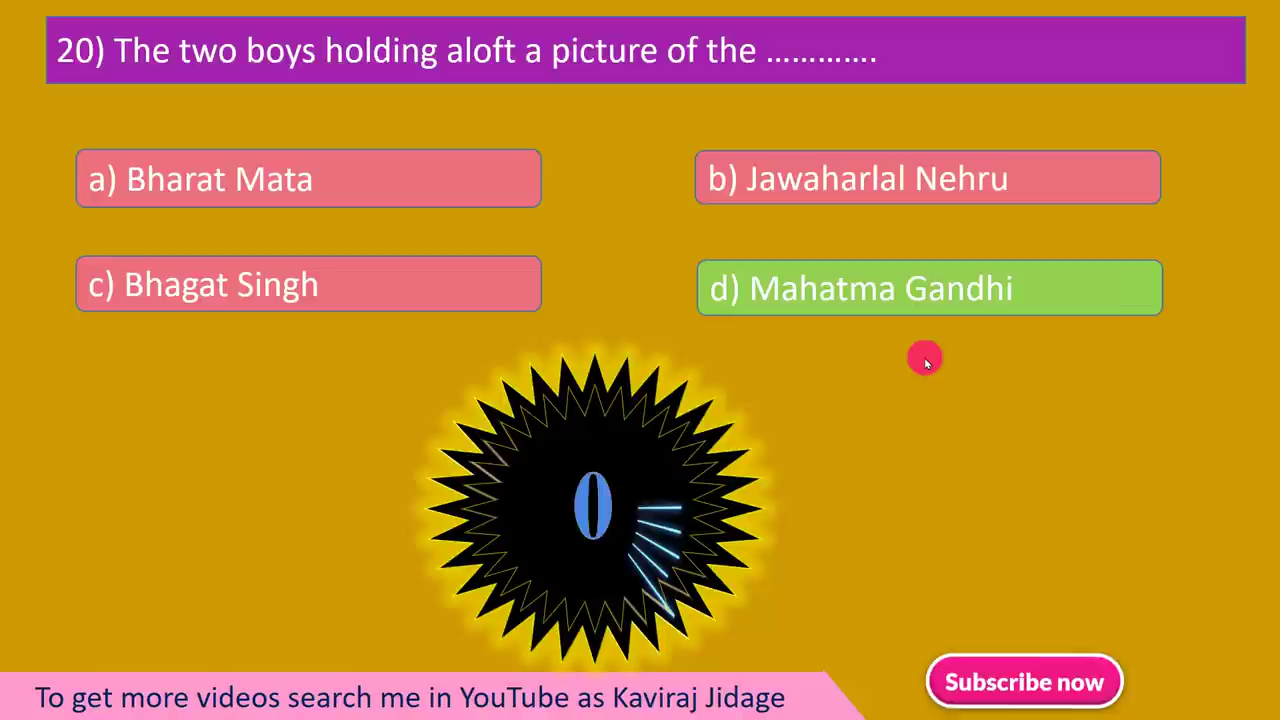 20) The two boys holding aloft a picture of the ………….
a) Bharat Mata
b) Jawaharlal Nehru
c) Bhagat Singh
d) Mahatma Gandhi
0
To get more videos search me in YouTube as Kaviraj Jidage
Subscribe now